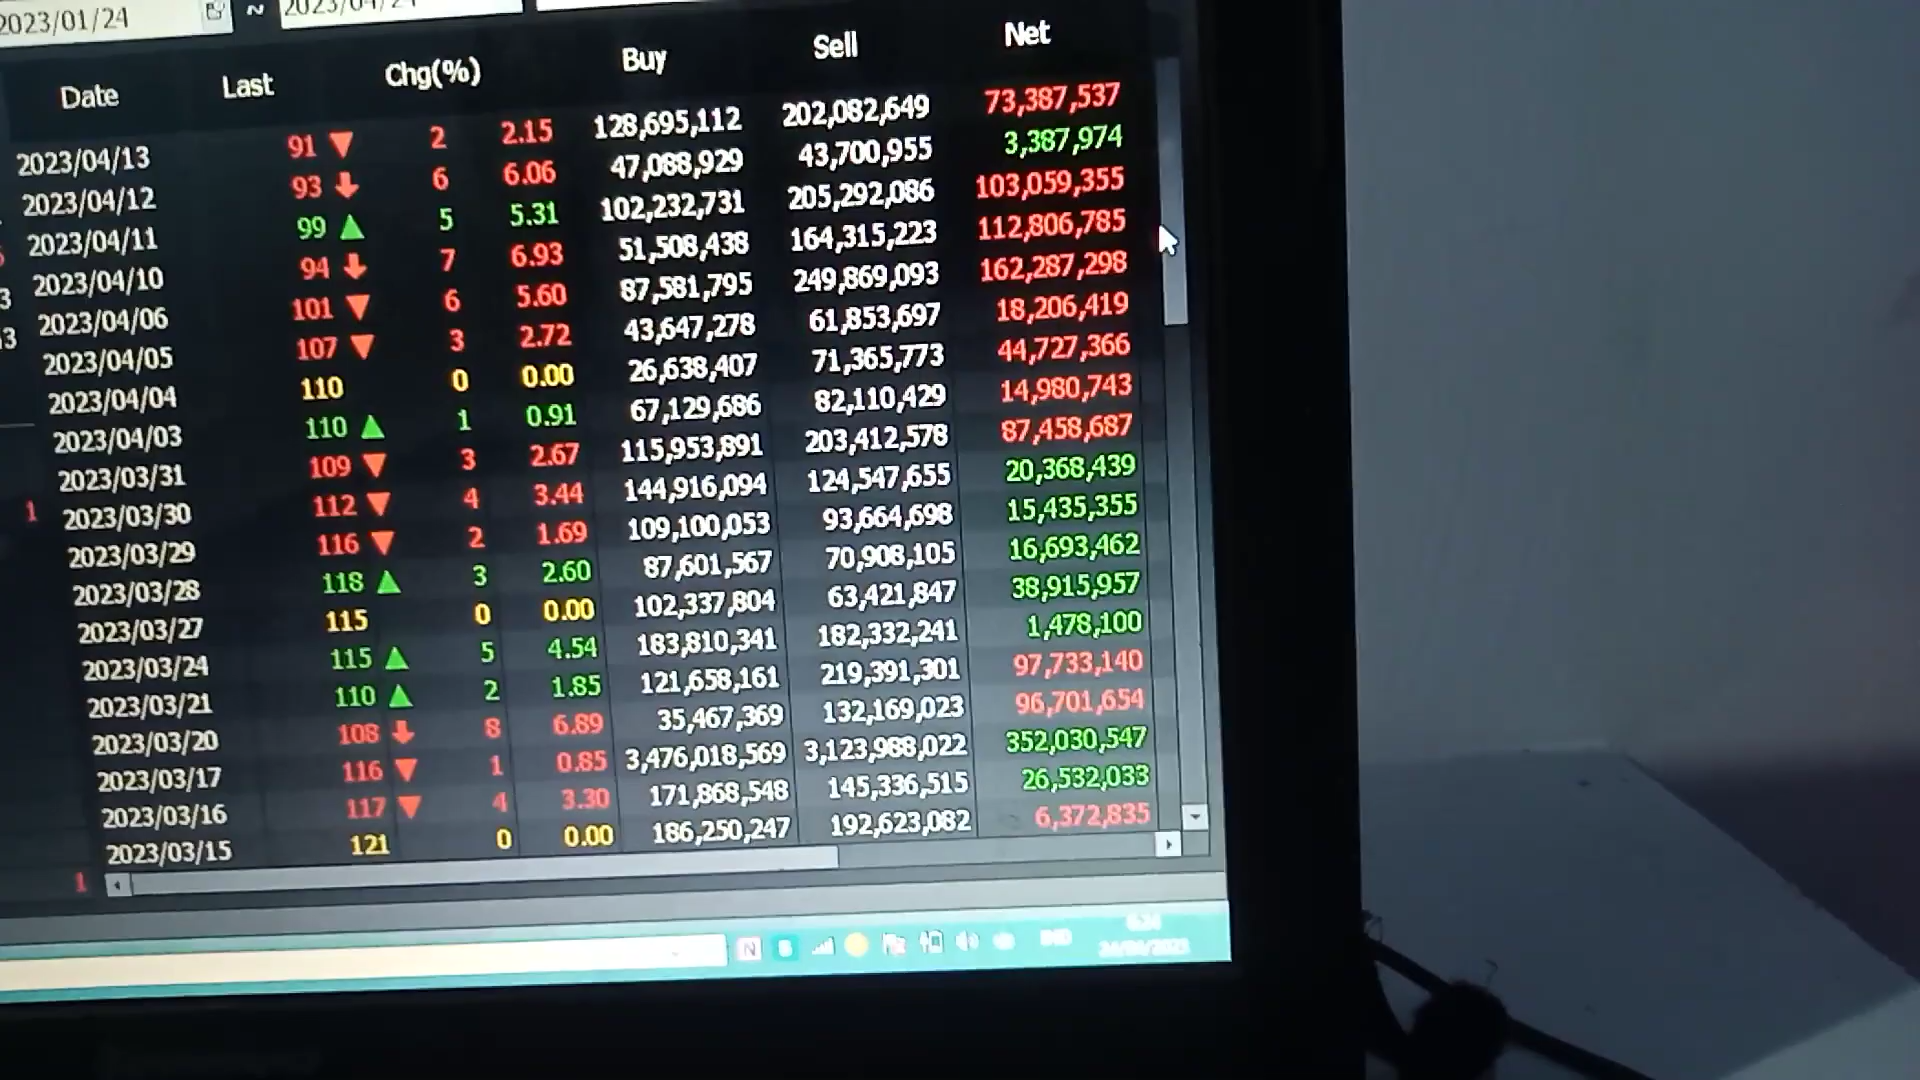 2023/01/24 ~ 2023/04/24
Date Last Chg(%) Buy Sell Net
2023/04/13 91 ▼ 2 2.15 128,695,112 202,082,649 73,387,537
2023/04/12 93 🡇 6 6.06 47,088,929 43,700,955 3,387,974
2023/04/11 99 ▲ 5 5.31 102,232,731 205,292,086 103,059,355
2023/04/10 94 🡇 7 6.93 51,508,438 164,315,223 112,806,785
2023/04/06 101 ▼ 6 5.60 87,581,795 249,869,093 162,287,298
2023/04/05 107 ▼ 3 2.72 43,647,278 61,853,697 18,206,419
2023/04/04 110 0 0.00 26,638,407 71,365,773 44,727,366
2023/04/03 110 ▲ 1 0.91 67,129,686 82,110,429 14,980,743
2023/03/31 109 ▼ 3 2.67 115,953,891 203,412,578 87,458,687
2023/03/30 112 ▼ 4 3.44 144,916,094 124,547,655 20,368,439
2023/03/29 116 ▼ 2 1.69 109,100,053 93,664,698 15,435,355
2023/03/28 118 ▲ 3 2.60 87,601,567 70,908,105 16,693,462
2023/03/27 115 0 0.00 102,337,804 63,421,847 38,915,957
2023/03/24 115 ▲ 5 4.54 183,810,341 182,332,241 1,478,100
2023/03/21 110 ▲ 2 1.85 121,658,161 219,391,301 97,733,140
2023/03/20 108 🡇 8 6.89 35,467,369 132,169,023 96,701,654
2023/03/17 116 ▼ 1 0.85 3,476,018,569 3,123,988,022 352,030,547
2023/03/16 117 ▼ 4 3.30 171,868,548 145,336,515 26,532,033
2023/03/15 121 0 0.00 186,250,247 192,623,082 6,372,835